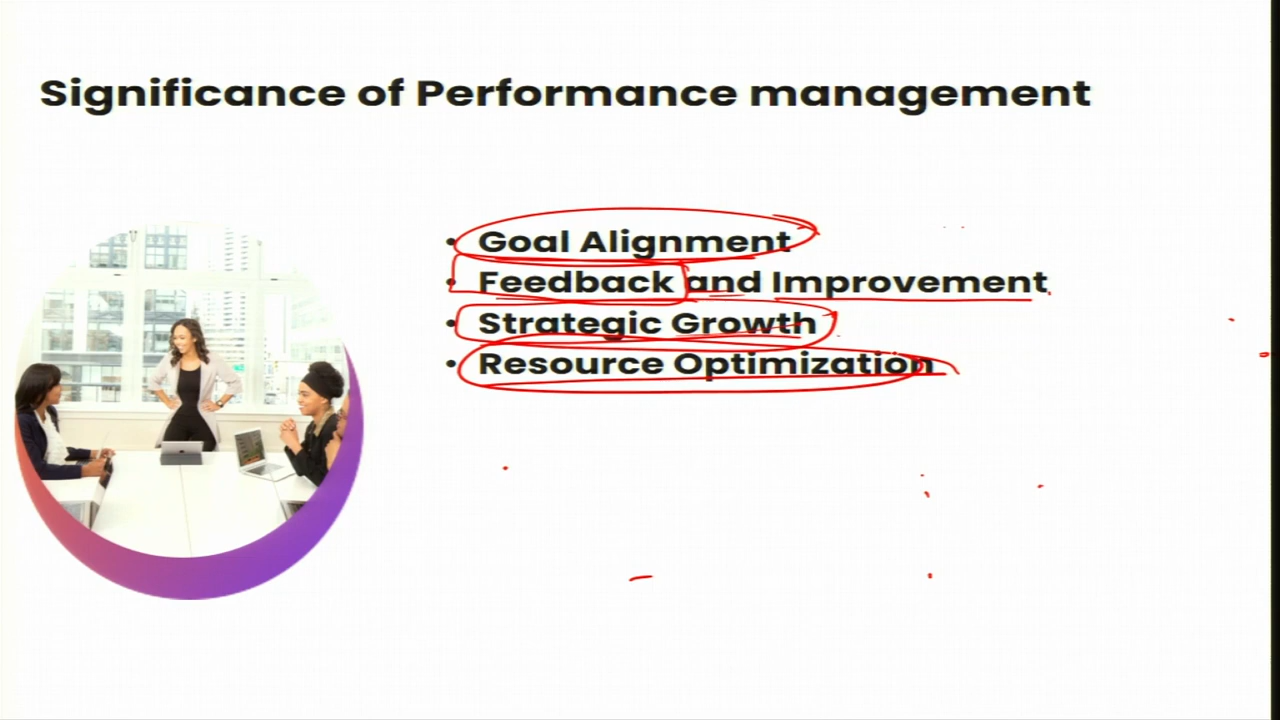 Significance of Performance management
• Goal Alignment
• Feedback and Improvement
• Strategic Growth
• Resource Optimization